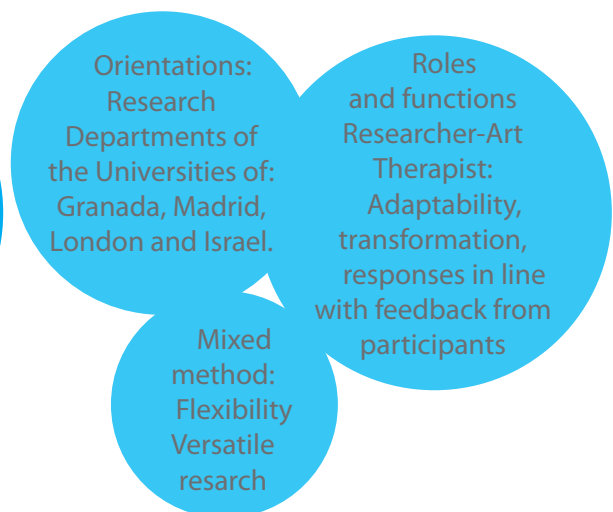 Orientations:
Research
Departments of
the Universities of:
Granada, Madrid,
London and Israel.
Roles
and functions
Researcher-Art
Therapist:
Adaptability,
transformation,
responses in line
with feedback from
participants
Mixed
method:
Flexibility
Versatile
resarch